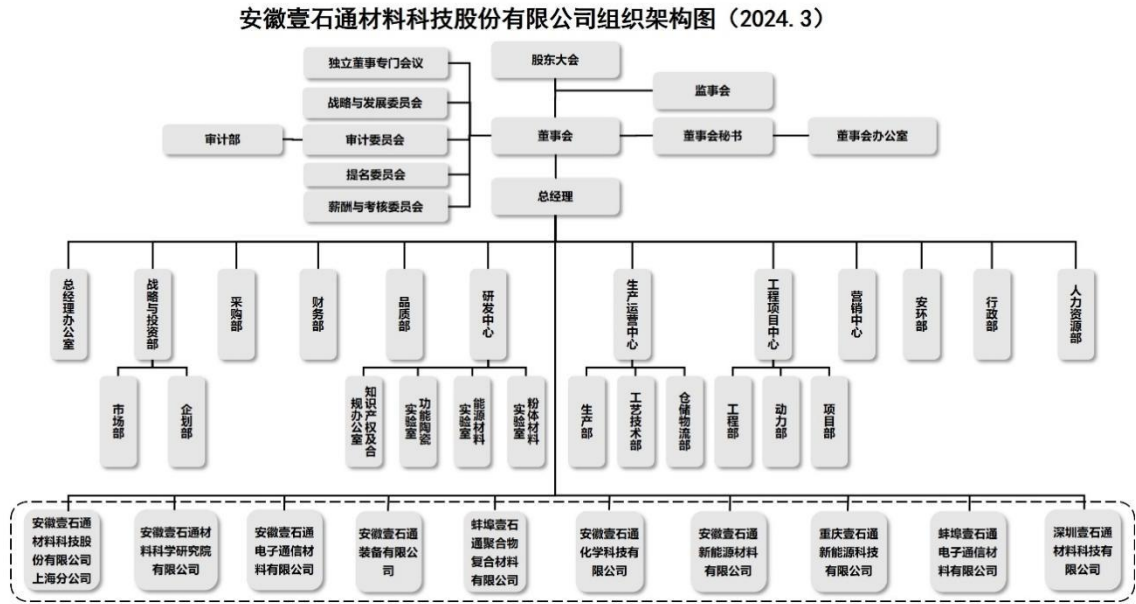 安徽壹石通材料科技股份有限公司组织架构图（2024.3）
独立董事专门会议
股东大会
战略与发展委员会
监事会
审计部
审计委员会
董事会
董事会秘书
董事会办公室
提名委员会
总经理
薪酬与考核委员会
总经理办公室
战略与投资部
采购部
财务部
品质部
研发中心
生产运营中心
工程项目中心
营销中心
安环部
行政部
人力资源部
市场部
企划部
知识产权及合
规办公室
功能陶瓷
实验室
能源材料
实验室
粉体材料
实验室
生产部
工艺技术部
仓储物流部
工程部
动力部
项目部
安徽壹石通
材料科技股
份有限公司
上海分公司
安徽壹石通材
料科学研究院
有限公司
安徽壹石通
电子通信材
料有限公司
安徽壹石通
装备有限公
司
蚌埠壹石
通聚合物
复合材料
有限公司
安徽壹石通
化学科技有
限公司
安徽壹石通
新能源材料
有限公司
重庆壹石通
新能源科技
有限公司
蚌埠壹石通
电子通信材
料有限公司
深圳壹石通
材料科技有
限公司